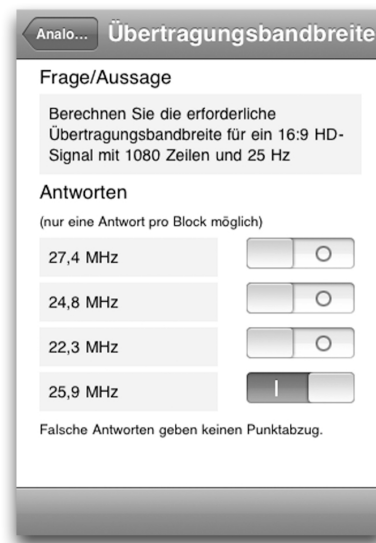 Analo...
Übertragungsbandbreite
Frage/Aussage
Berechnen Sie die erforderliche
Übertragungsbandbreite für ein 16:9 HD-
Signal mit 1080 Zeilen und 25 Hz
Antworten
(nur eine Antwort pro Block möglich)
27,4 MHz
24,8 MHz
22,3 MHz
25,9 MHz
Falsche Antworten geben keinen Punktabzug.